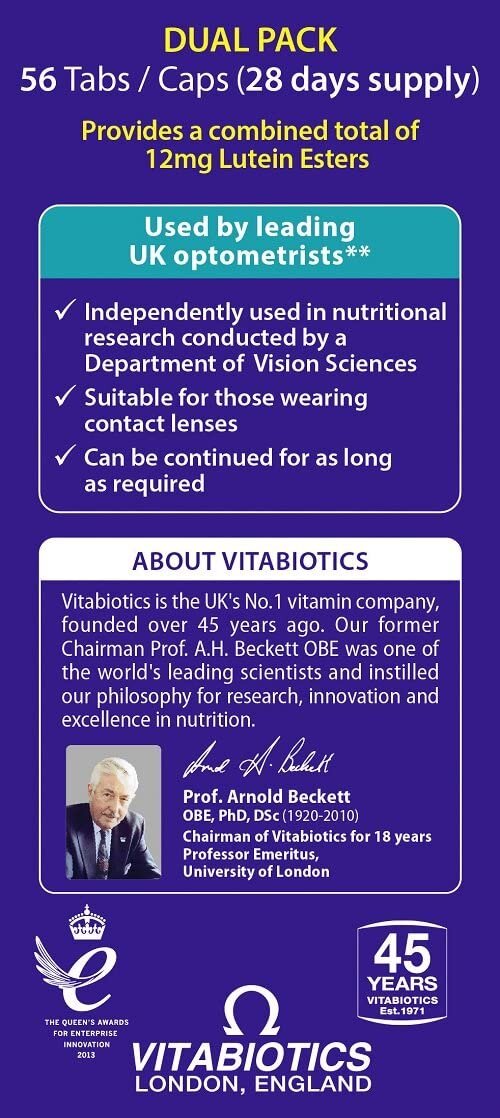 DUAL PACK
56 Tabs / Caps (28 days supply)
Provides a combined total of
12mg Lutein Esters
Used by leading
UK optometrists**
✓ Independently used in nutritional
research conducted by a
Department of Vision Sciences
✓ Suitable for those wearing
contact lenses
✓ Can be continued for as long
as required
ABOUT VITABIOTICS
Vitabiotics is the UK's No.1 vitamin company,
founded over 45 years ago. Our former
Chairman Prof. A.H. Beckett OBE was one of
the world's leading scientists and instilled
our philosophy for research, innovation and
excellence in nutrition.
Arnold H. Beckett
Prof. Arnold Beckett
OBE, PhD, DSc (1920-2010)
Chairman of Vitabiotics for 18 years
Professor Emeritus,
University of London
THE QUEEN'S AWARDS
FOR ENTERPRISE
INNOVATION
2013
45
YEARS
VITABIOTICS
Est.1971
VITABIOTICS
LONDON, ENGLAND